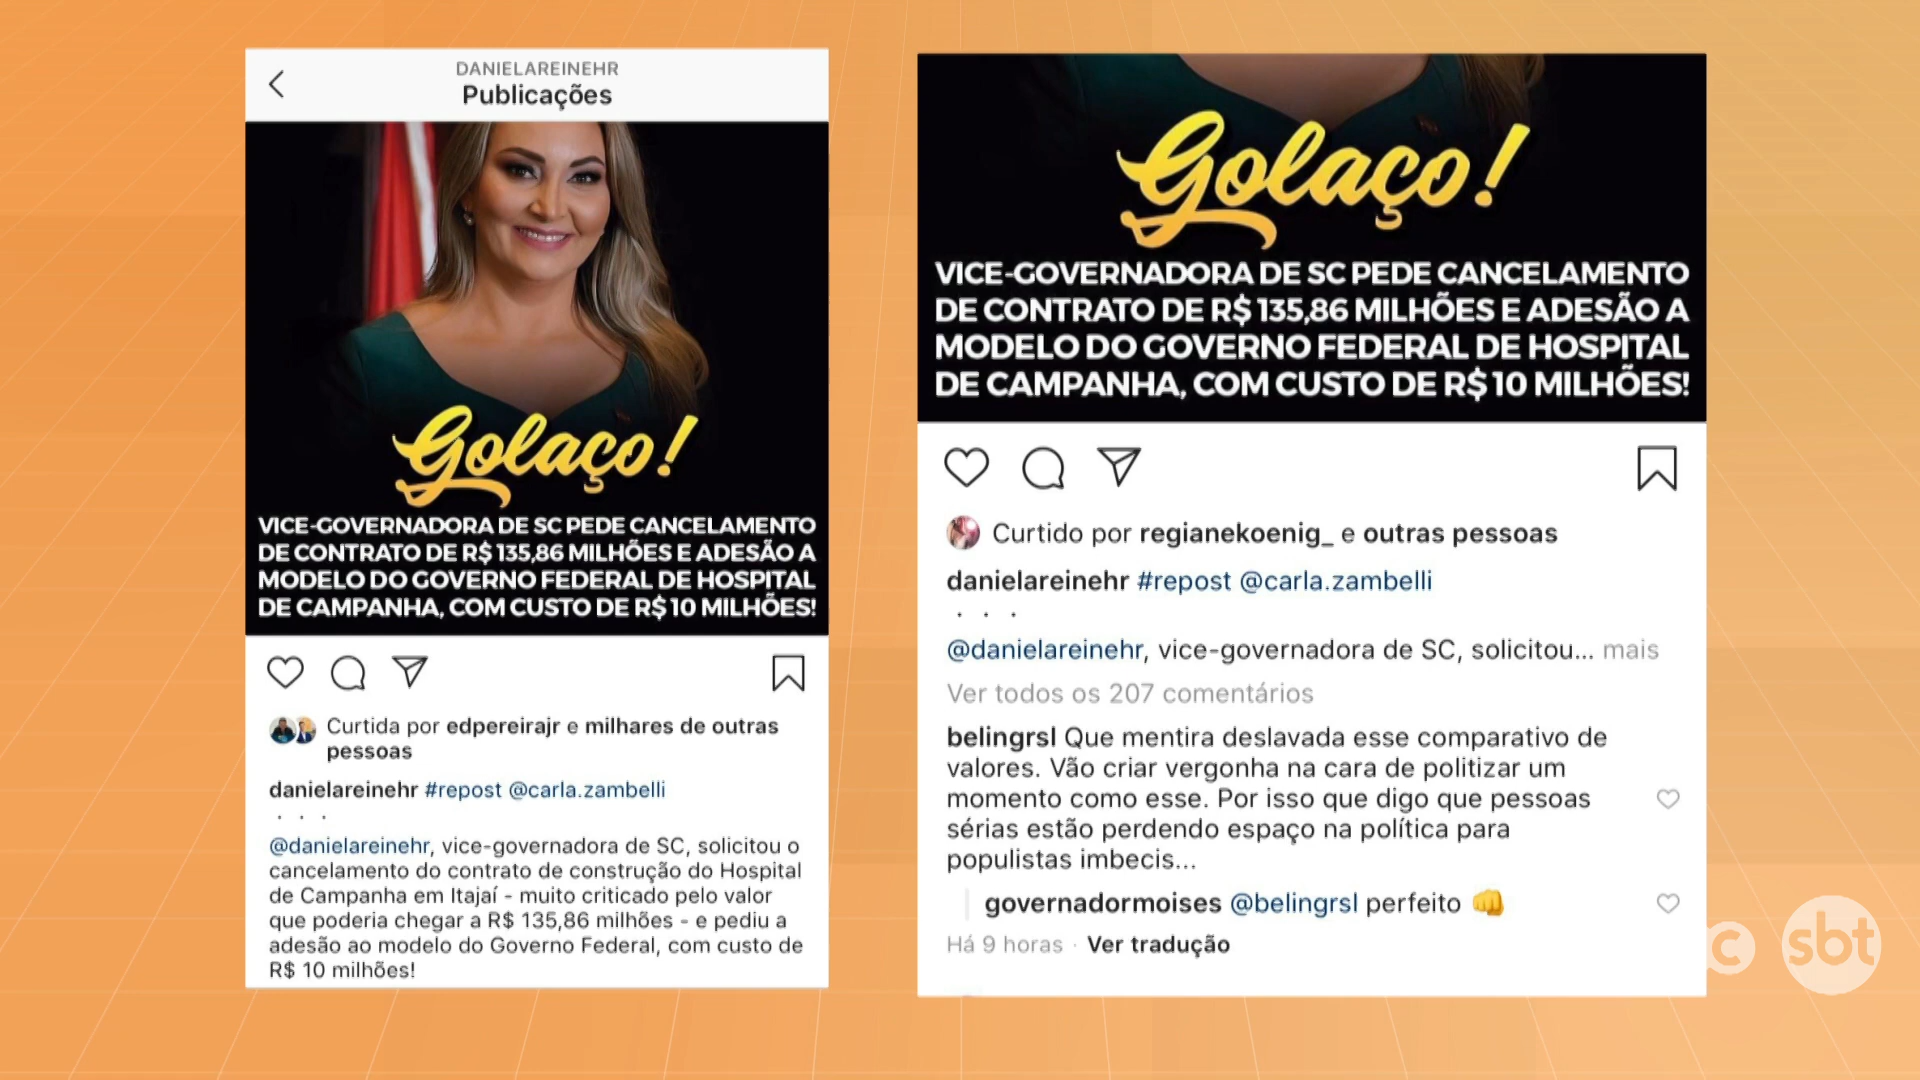 DANIELAREINEHR
Publicações
Golaço!
VICE-GOVERNADORA DE SC PEDE CANCELAMENTO
DE CONTRATO DE R$ 135,86 MILHÕES E ADESÃO A
MODELO DO GOVERNO FEDERAL DE HOSPITAL
DE CAMPANHA, COM CUSTO DE R$ 10 MILHÕES!
Curtida por edpereirajr e milhares de outras
pessoas
danielareinehr #repost @carla.zambelli
. . .
@danielareinehr, vice-governadora de SC, solicitou o
cancelamento do contrato de construção do Hospital
de Campanha em Itajaí - muito criticado pelo valor
que poderia chegar a R$ 135,86 milhões - e pediu a
adesão ao modelo do Governo Federal, com custo de
R$ 10 milhões!
Golaço!
VICE-GOVERNADORA DE SC PEDE CANCELAMENTO
DE CONTRATO DE R$ 135,86 MILHÕES E ADESÃO A
MODELO DO GOVERNO FEDERAL DE HOSPITAL
DE CAMPANHA, COM CUSTO DE R$ 10 MILHÕES!
Curtido por regianekoenig_ e outras pessoas
danielareinehr #repost @carla.zambelli
. . .
@danielareinehr, vice-governadora de SC, solicitou... mais
Ver todos os 207 comentários
belingrsl Que mentira deslavada esse comparativo de
valores. Vão criar vergonha na cara de politizar um
momento como esse. Por isso que digo que pessoas
sérias estão perdendo espaço na política para
populistas imbecis...
governadormoises @belingrsl perfeito 👊
Há 9 horas · Ver tradução
c sbt